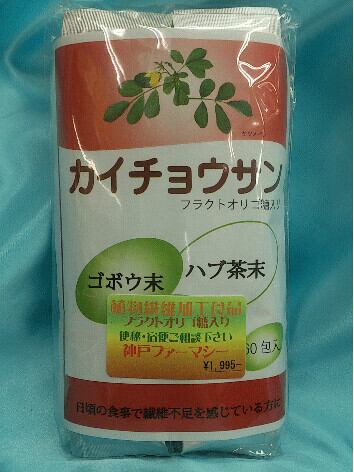 カイチョウサン
フラクトオリゴ糖入り
ゴボウ末
ハブ茶末
植物繊維加工食品
フラクトオリゴ糖入り
便秘・宿便ご相談下さい
神戸ファーマシー
¥1,995-
60包入
日頃の食事で繊維不足を感じている方に